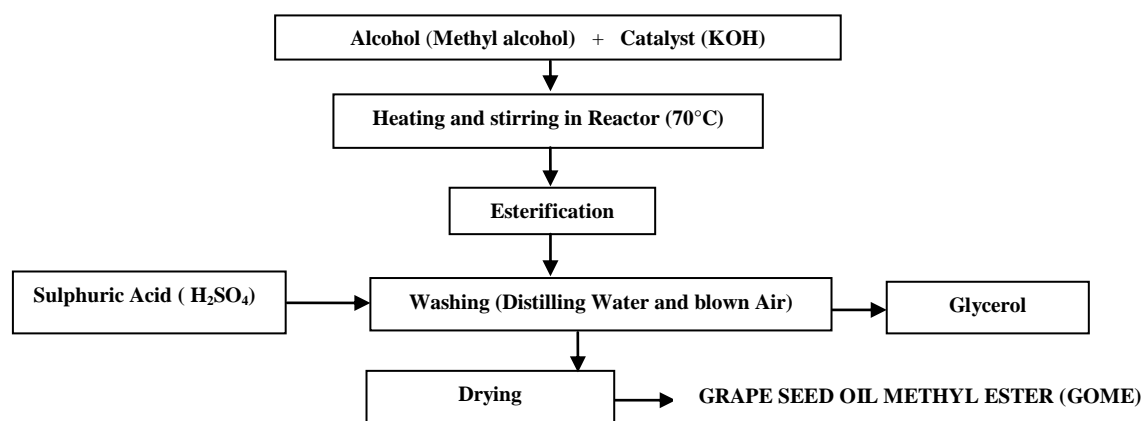 Alcohol (Methyl alcohol) + Catalyst (KOH)
Heating and stirring in Reactor (70°C)
Esterification
Sulphuric Acid ( H₂SO₄)
Washing (Distilling Water and blown Air)
Glycerol
Drying
GRAPE SEED OIL METHYL ESTER (GOME)